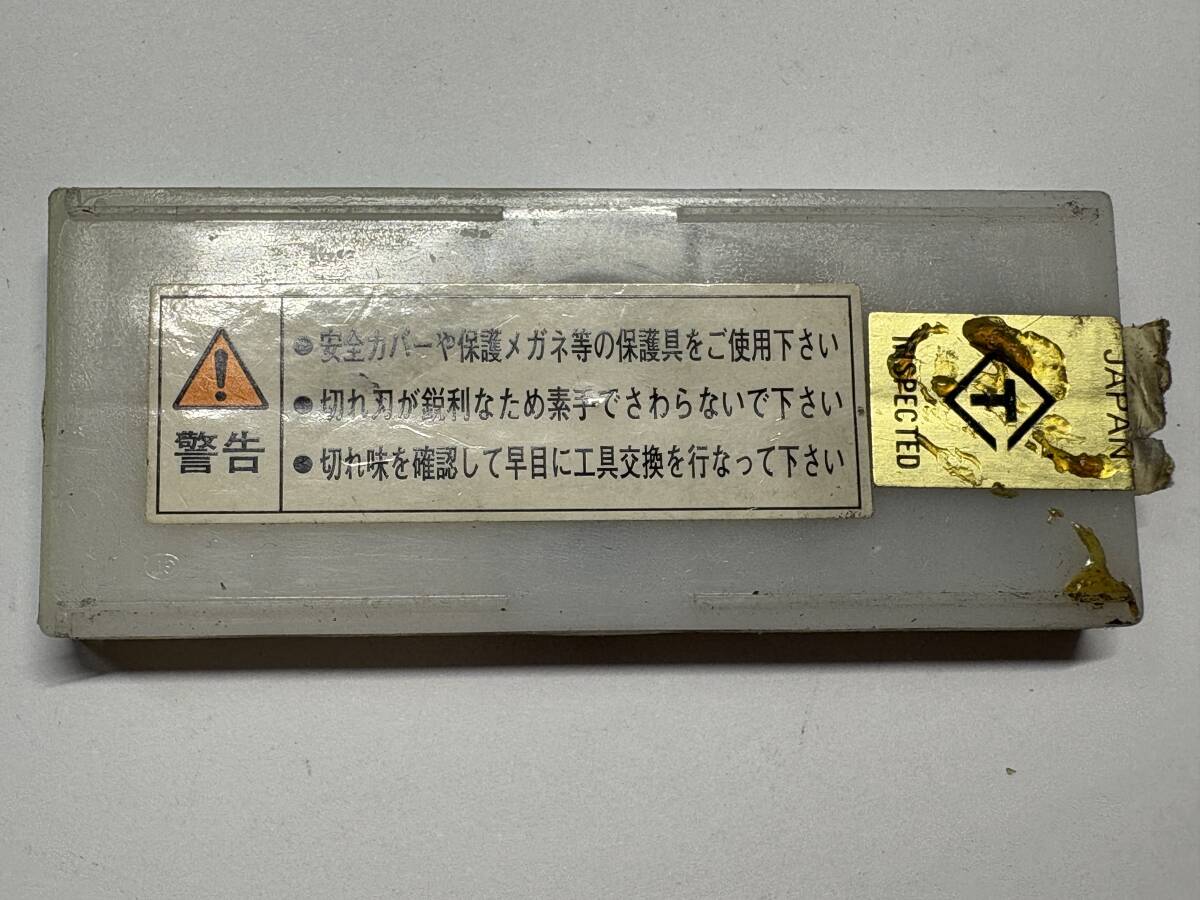 警告
●安全カバーや保護メガネ等の保護具をご使用下さい
●切れ刃が鋭利なため素手でさわらないで下さい
●切れ味を確認して早目に工具交換を行なって下さい
INSPECTED
T
JAPAN